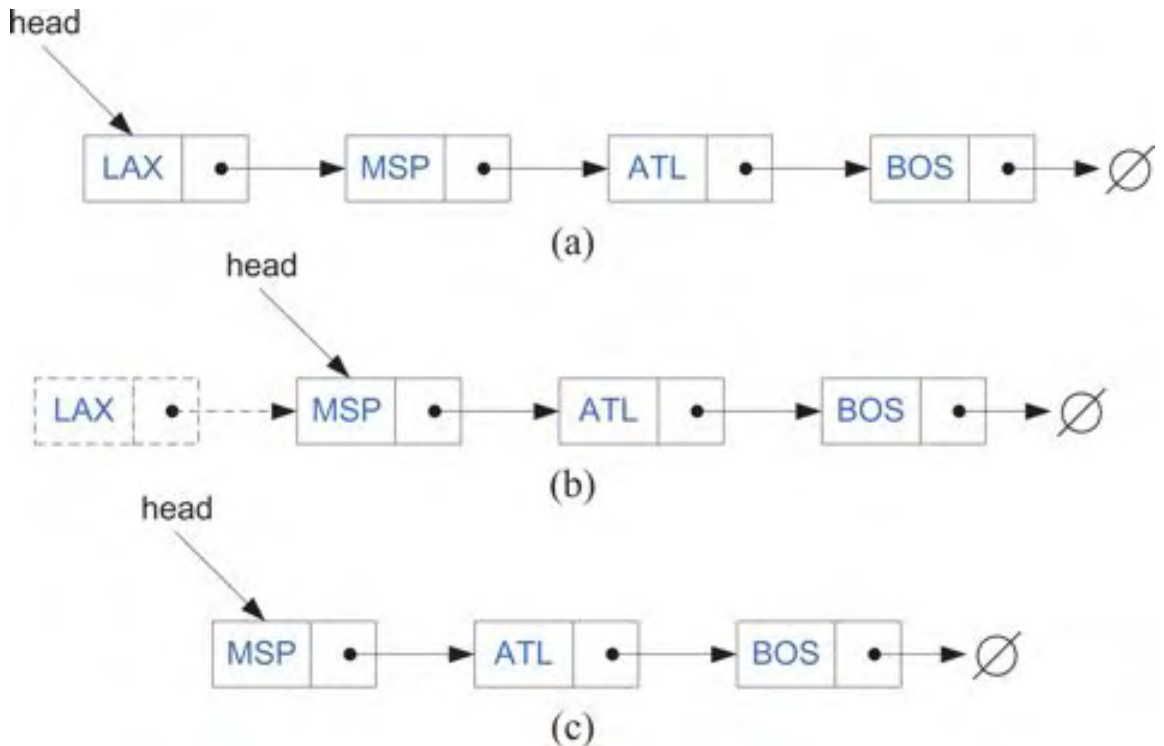 head
LAX MSP ATL BOS ∅
(a)
head
LAX MSP ATL BOS ∅
(b)
head
MSP ATL BOS ∅
(c)